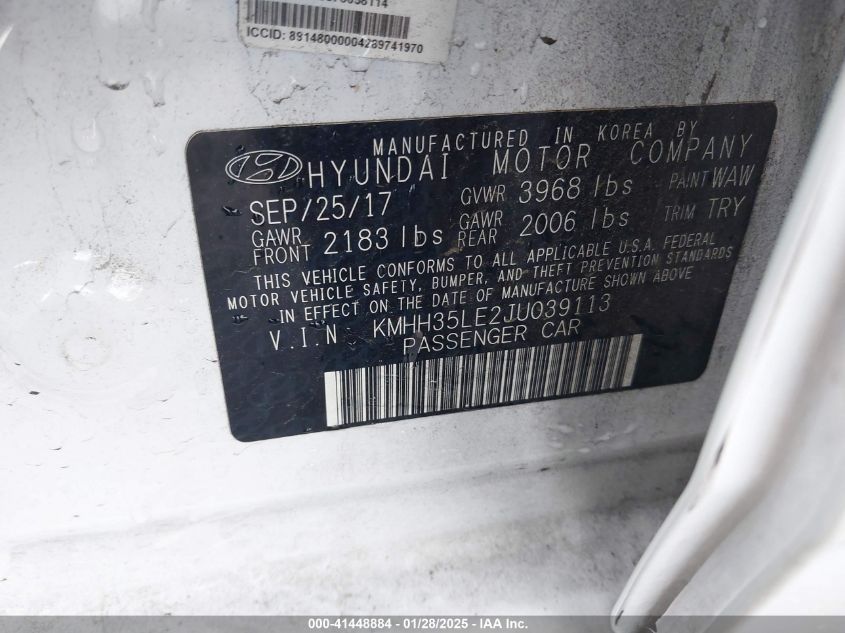 ICCID: 89148000004289741970
MANUFACTURED IN KOREA BY
HYUNDAI MOTOR COMPANY
SEP/25/17 GVWR 3968 lbs PAINT WAW
GAWR FRONT 2183 lbs GAWR REAR 2006 lbs TRIM TRY
THIS VEHICLE CONFORMS TO ALL APPLICABLE U.S.A. FEDERAL
MOTOR VEHICLE SAFETY, BUMPER, AND THEFT PREVENTION STANDARDS
IN EFFECT ON THE DATE OF MANUFACTURE SHOWN ABOVE
V.I.N KMHH35LE2JU039113
PASSENGER CAR
000-41448884 - 01/28/2025 - IAA Inc.